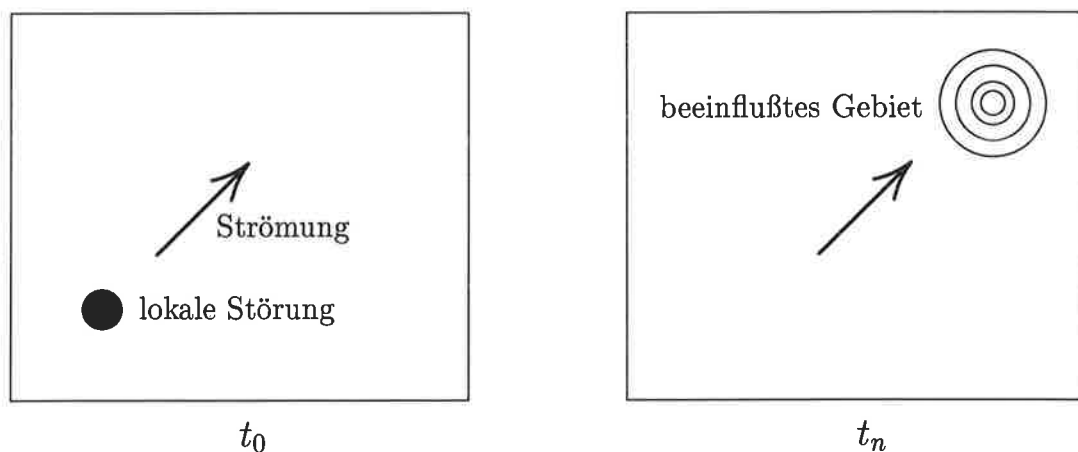 Strömung
lokale Störung
t₀
beeinflußtes Gebiet
tₙ